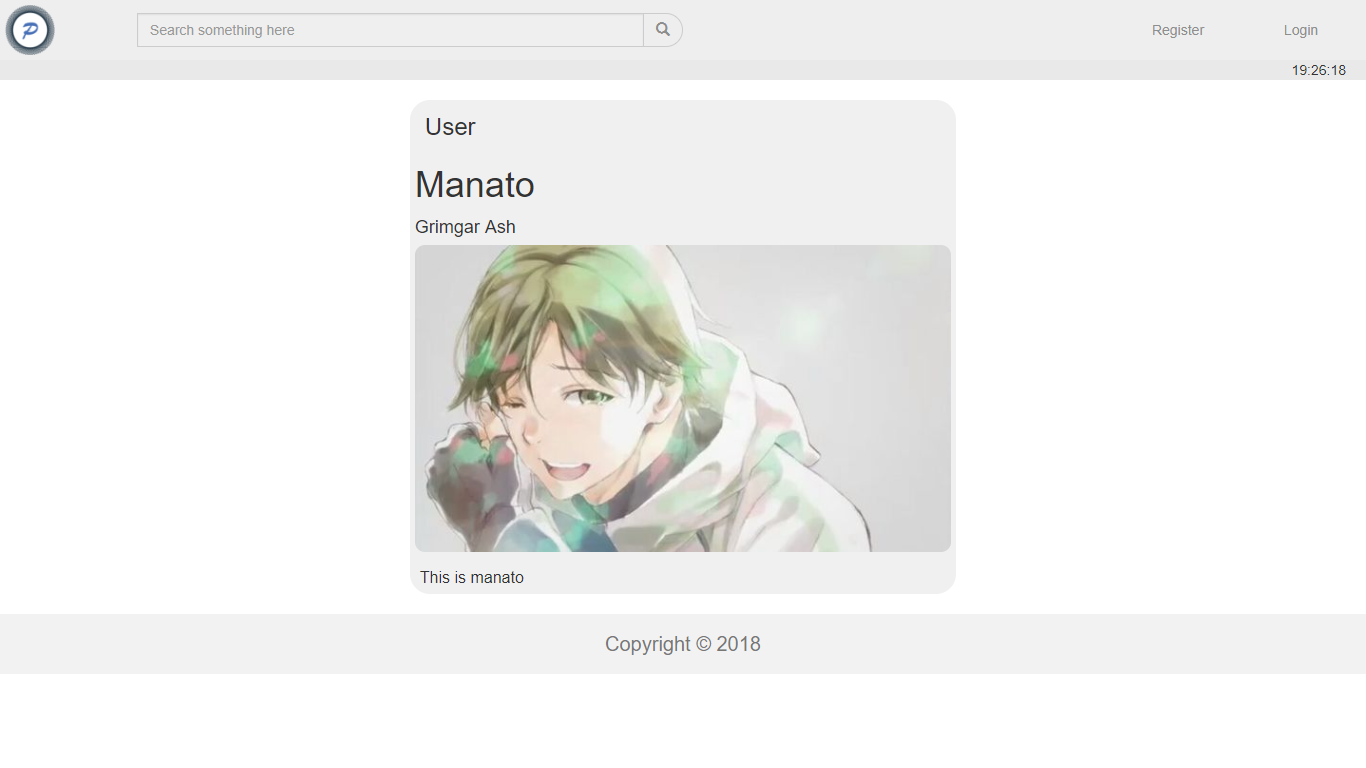 P
Search something here
Register
Login
19:26:18
User
Manato
Grimgar Ash
This is manato
Copyright © 2018